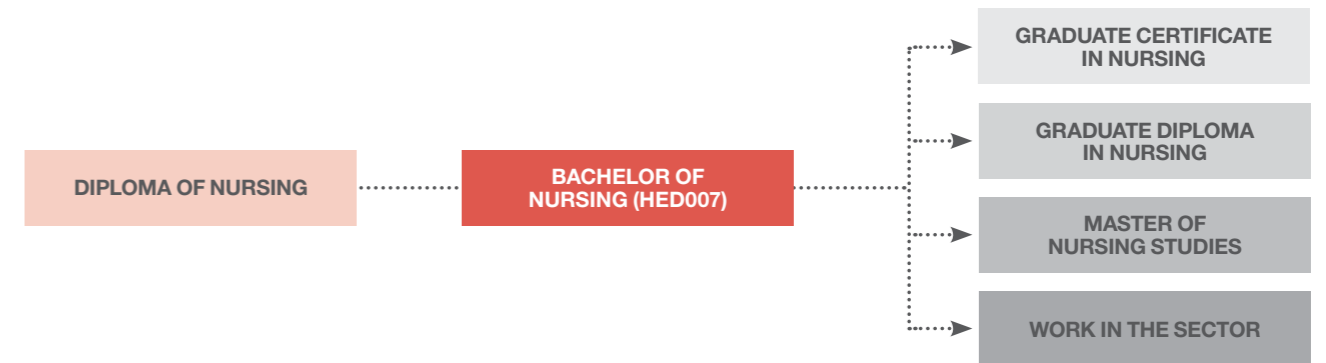 DIPLOMA OF NURSING
BACHELOR OF
NURSING (HED007)
GRADUATE CERTIFICATE
IN NURSING
GRADUATE DIPLOMA
IN NURSING
MASTER OF
NURSING STUDIES
WORK IN THE SECTOR